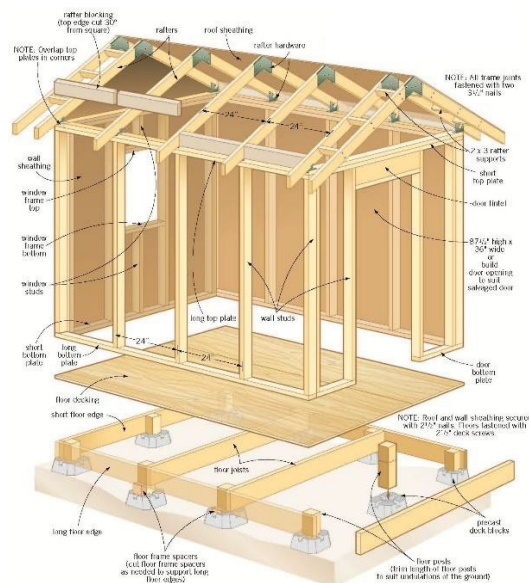 rafter blocking
(top edge cut 30°
from square)
rafters
roof sheathing
rafter hardware
NOTE: Overlap top
plates in corners
NOTE: All frame joints
fastened with two
3½" nails
24"
24"
2 x 3 rafter
supports
short
top plate
wall
sheathing
window
frame
top
door lintel
window
frame
bottom
87½" high x
36" wide
or
build
door opening
to suit
salvaged door
window
studs
long top plate
wall studs
short
bottom
plate
long
bottom
plate
24"
24"
door
bottom
plate
floor decking
short floor edge
NOTE: Roof and wall sheathing secured
with 2½" nails. Floors fastened with
2½" deck screws.
floor joists
long floor edge
precast
deck blocks
floor frame spacers
(cut floor frame spacers
as needed to support long
floor edges)
floor posts
(trim length of floor posts
to suit undulations of the ground)